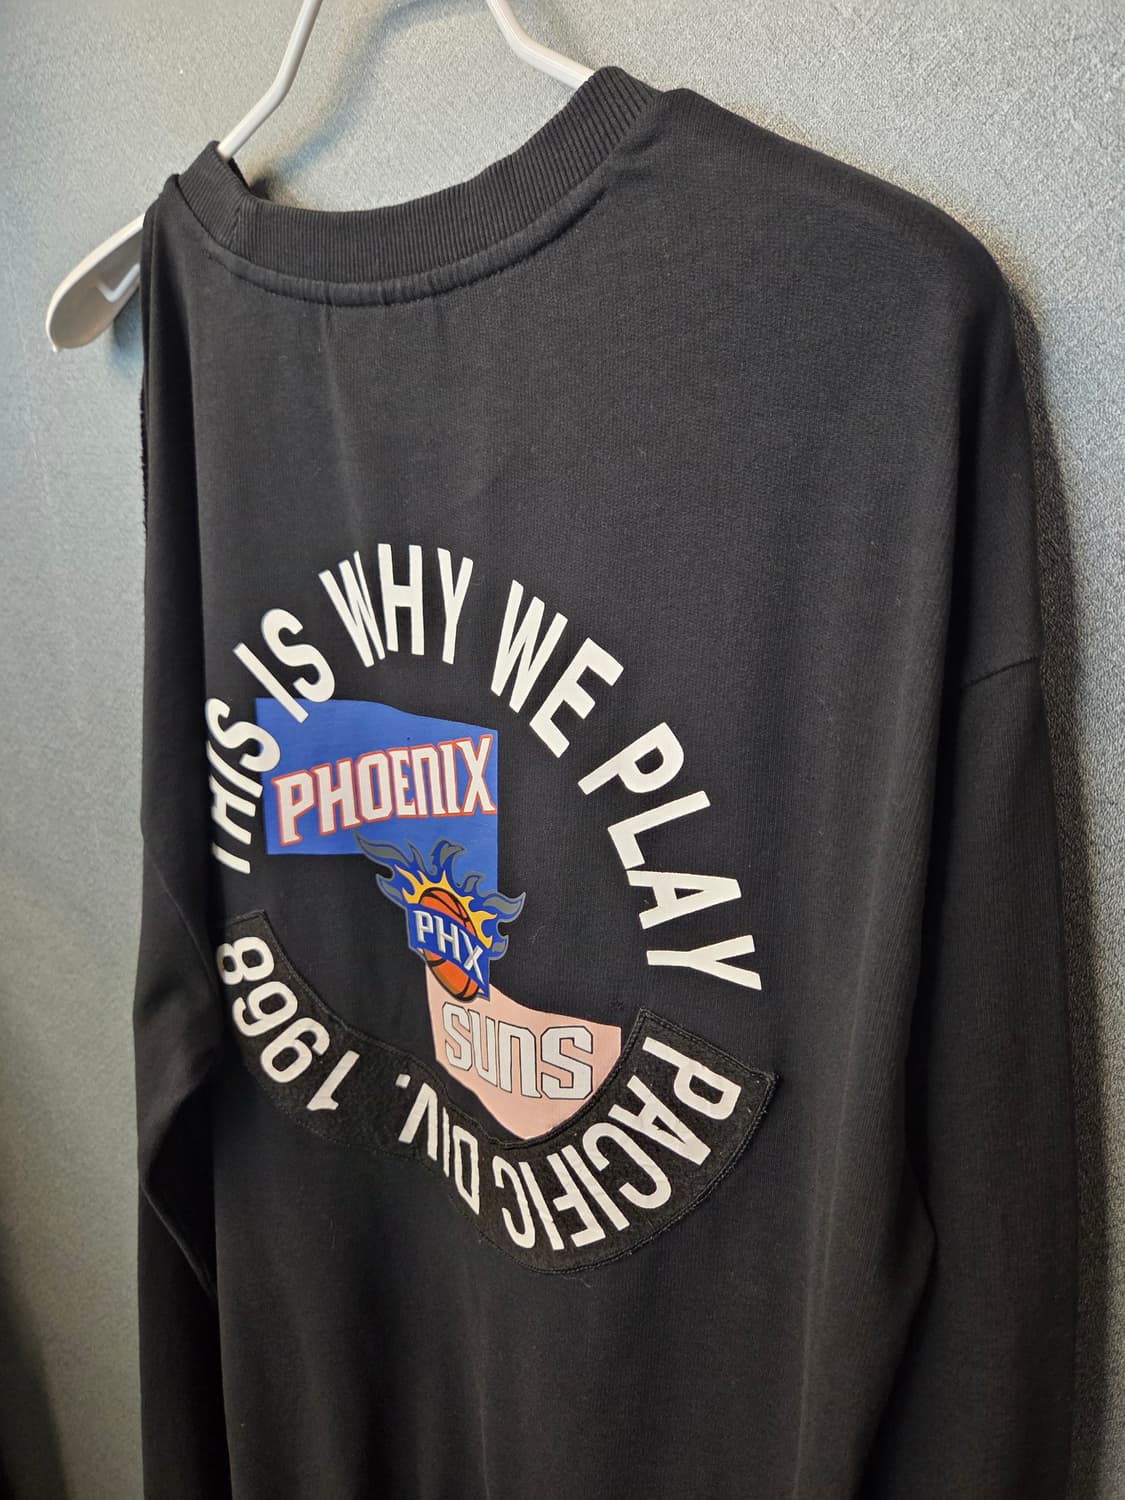 THIS IS WHY WE PLAY
PHOENIX
PHX
SUNS
PACIFIC DIV. 1968